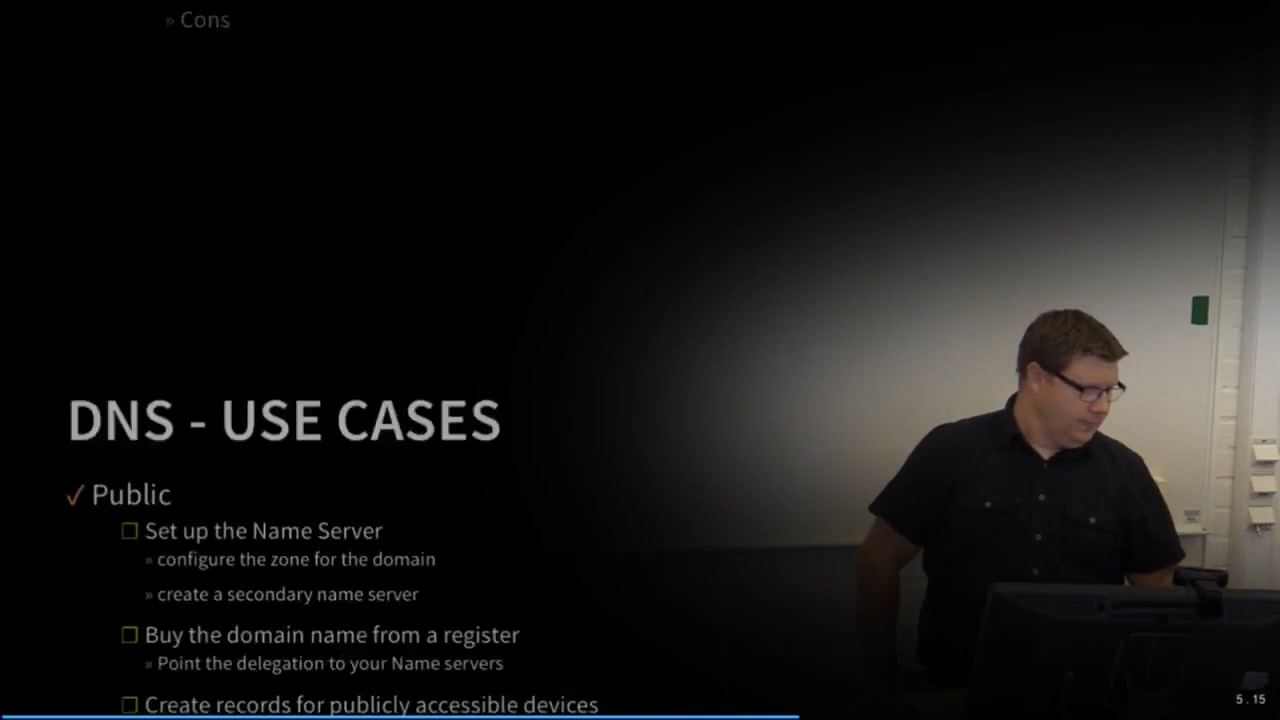 » Cons
DNS - USE CASES
✓ Public
❒ Set up the Name Server
» configure the zone for the domain
» create a secondary name server
❒ Buy the domain name from a register
» Point the delegation to your Name servers
❒ Create records for publicly accessible devices
5 . 15